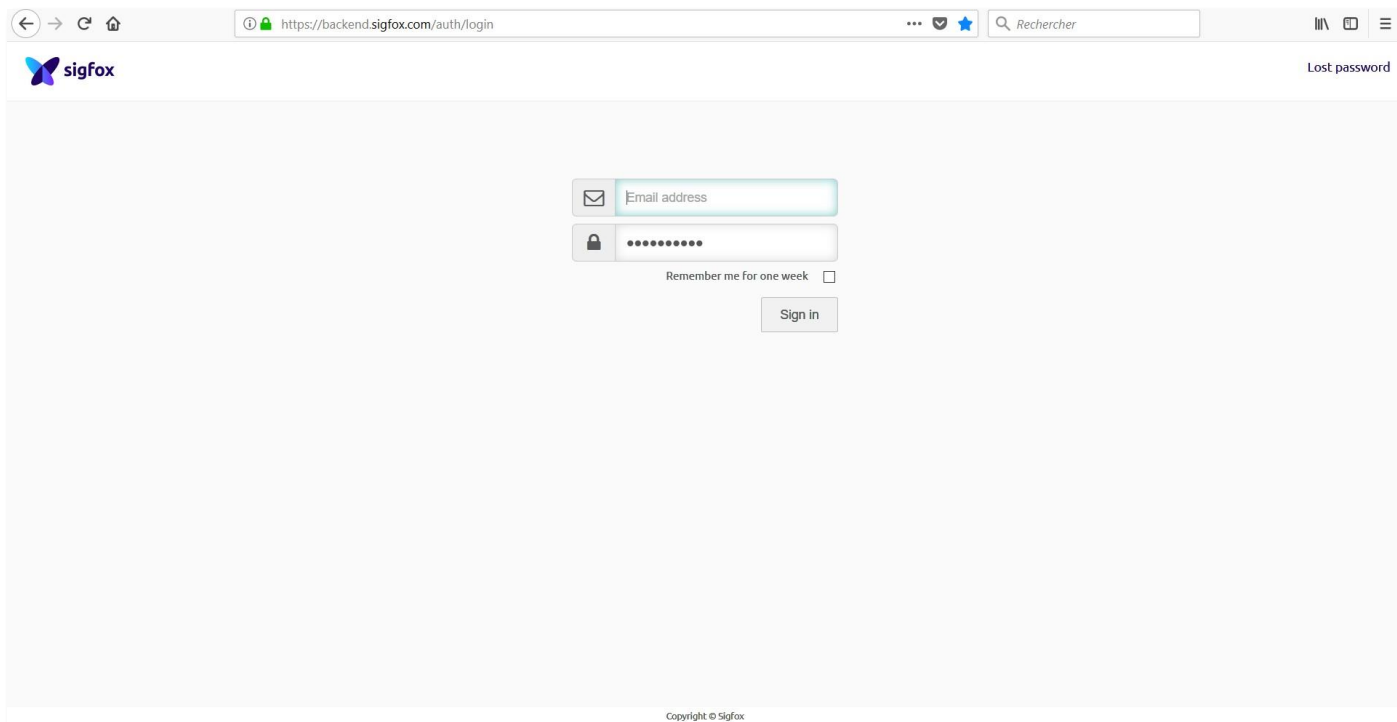 https://backend.sigfox.com/auth/login
Rechercher
sigfox
Lost password
Email address
••••••••••
Remember me for one week
Sign in
Copyright © Sigfox